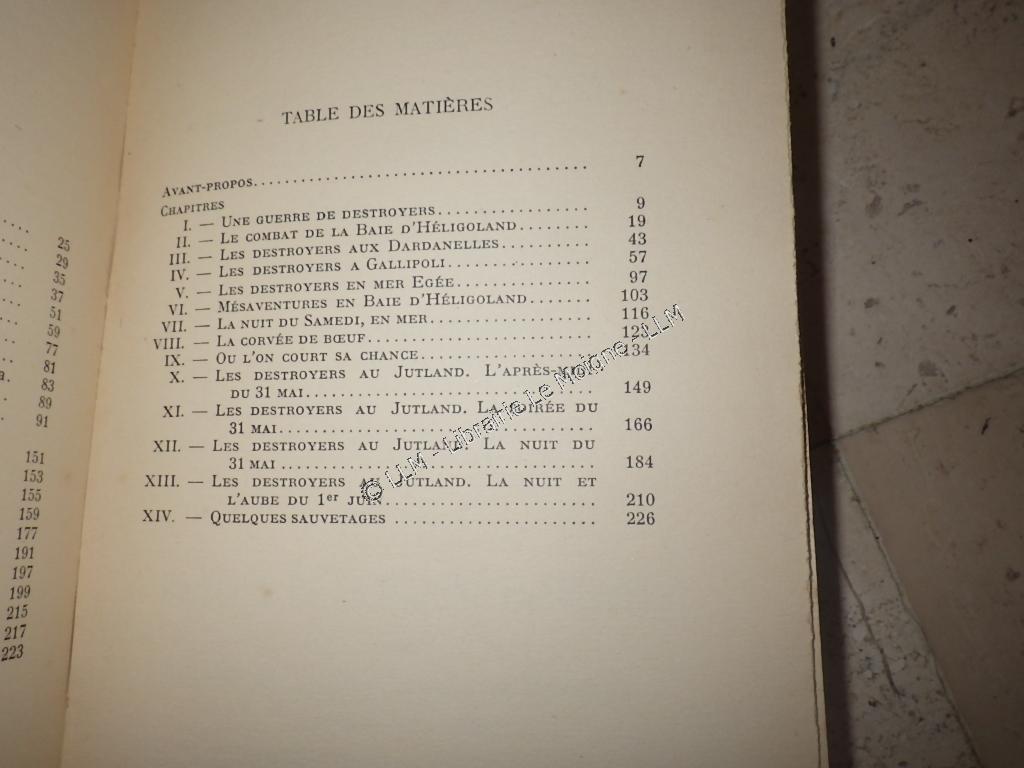 25
29
35
37
51
59
77
81
a.
83
89
91
151
153
155
159
177
191
197
199
215
217
223
TABLE DES MATIÈRES
AVANT-PROPOS 7
CHAPITRES
I. — UNE GUERRE DE DESTROYERS 9
II. — LE COMBAT DE LA BAIE D'HÉLIGOLAND 19
III. — LES DESTROYERS AUX DARDANELLES 43
IV. — LES DESTROYERS A GALLIPOLI 57
V. — LES DESTROYERS EN MER EGÉE 97
VI. — MÉSAVENTURES EN BAIE D'HÉLIGOLAND 103
VII. — LA NUIT DU SAMEDI, EN MER 116
VIII. — LA CORVÉE DE BŒUF
IX. — OU L'ON COURT SA CHANCE 134
X. — LES DESTROYERS AU JUTLAND. L'APRÈS-MIDI
DU 31 MAI 149
XI. — LES DESTROYERS AU JUTLAND. LA SOIRÉE DU
31 MAI 166
XII. — LES DESTROYERS AU JUTLAND. LA NUIT DU
31 MAI 184
XIII. — LES DESTROYERS AU JUTLAND. LA NUIT ET
L'AUBE DU 1er JUIN 210
XIV. — QUELQUES SAUVETAGES 226
© LLM - Librairie Le Moigne - LLM